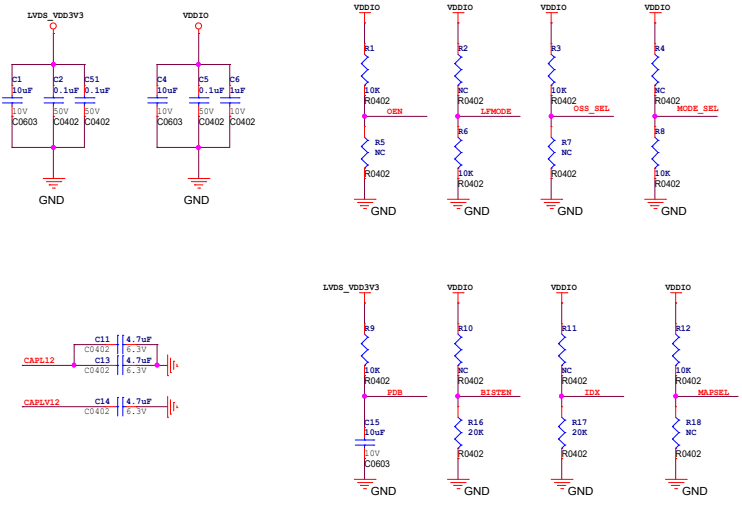 LVDS_VDD3V3
VDDIO
C1
10uF
10V
C0603
C2
0.1uF
50V
C0402
C51
0.1uF
50V
C0402
GND
C4
10uF
10V
C0603
C5
0.1uF
50V
C0402
C6
1uF
10V
C0402
GND
VDDIO
R1
10K
R0402
OEN
R5
NC
R0402
GND
VDDIO
R2
NC
R0402
LFMODE
R6
10K
R0402
GND
VDDIO
R3
10K
R0402
OSS_SEL
R7
NC
R0402
GND
VDDIO
R4
NC
R0402
MODE_SEL
R8
10K
R0402
GND
CAPL12
C11
4.7uF
C0402
6.3V
C13
4.7uF
C0402
6.3V
CAPLV12
C14
4.7uF
C0402
6.3V
LVDS_VDD3V3
R9
10K
R0402
PDB
C15
10uF
10V
C0603
GND
VDDIO
R10
NC
R0402
BISTEN
R16
20K
R0402
GND
VDDIO
R11
NC
R0402
IDX
R17
20K
R0402
GND
VDDIO
R12
10K
R0402
MAPSEL
R18
NC
R0402
GND